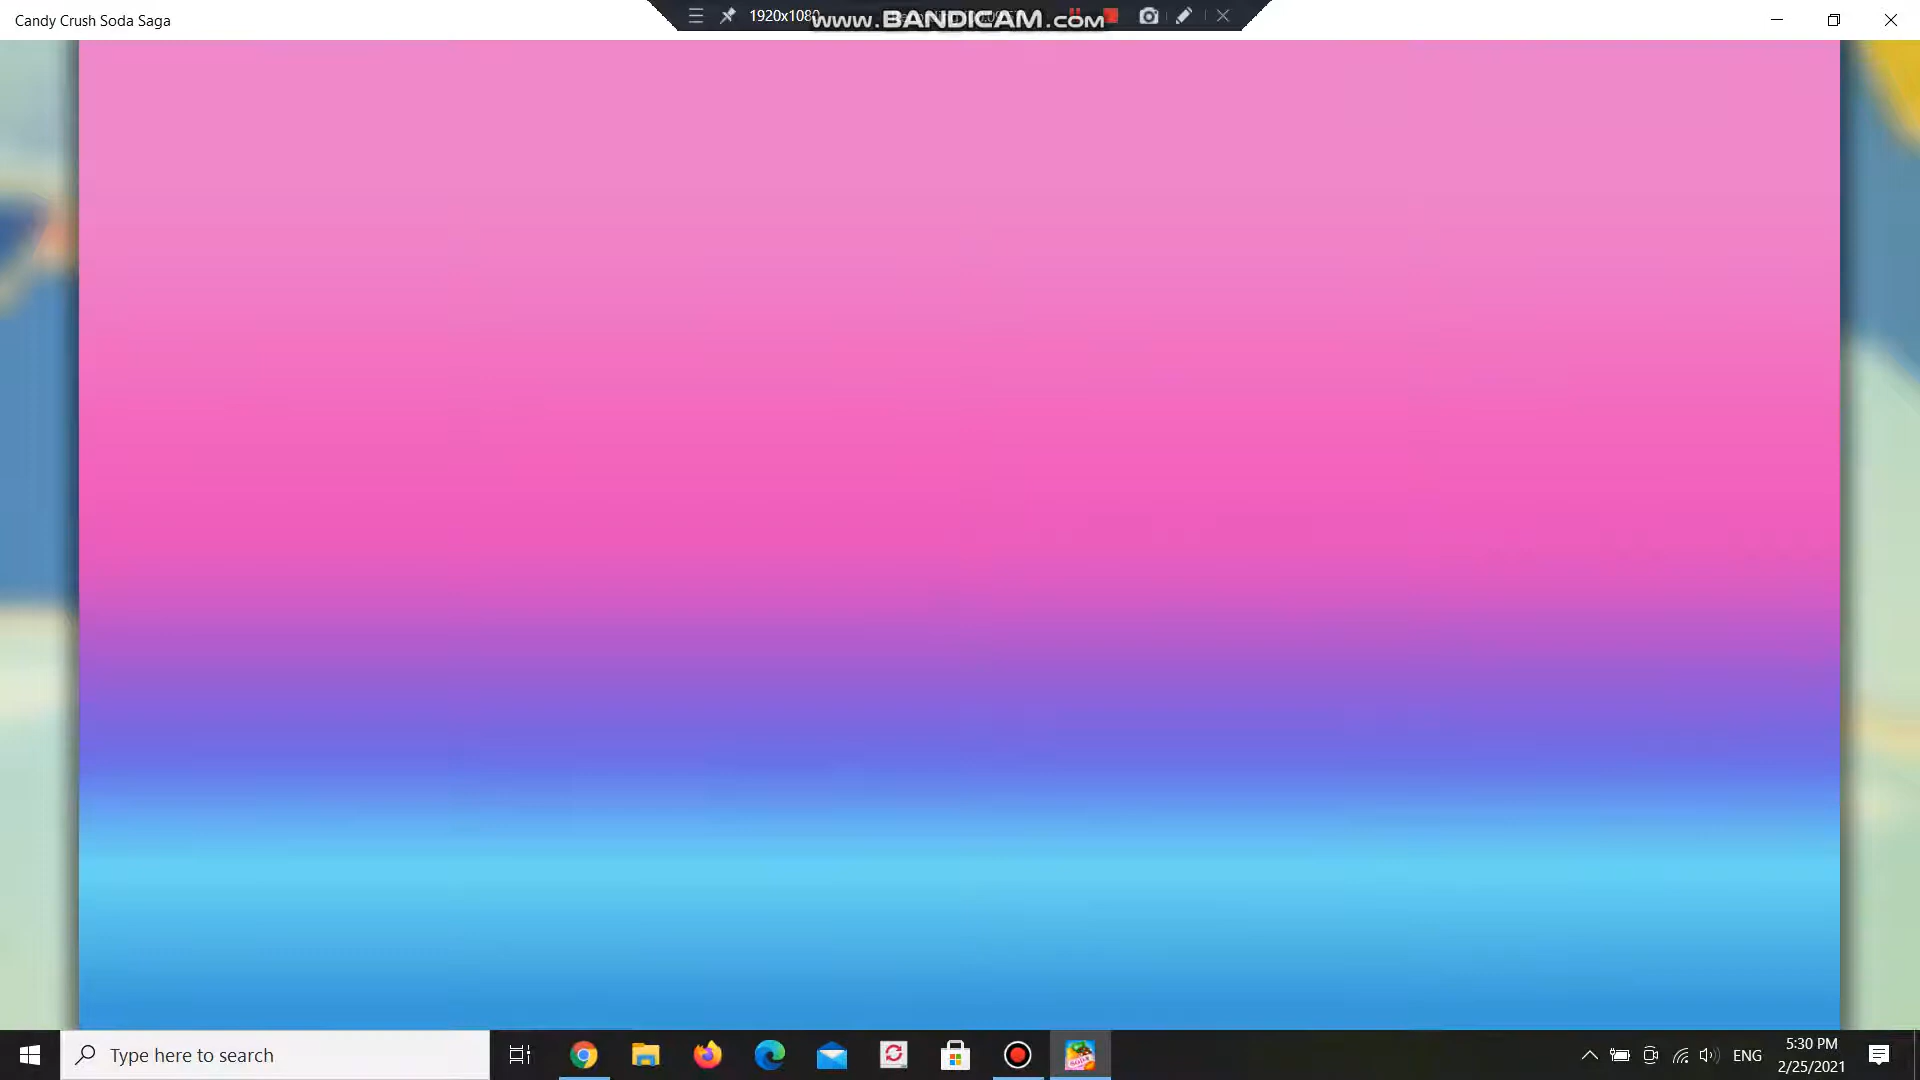 Candy Crush Soda Saga
1920x1080
www.BANDICAM.com
Type here to search
ENG
5:30 PM
2/25/2021